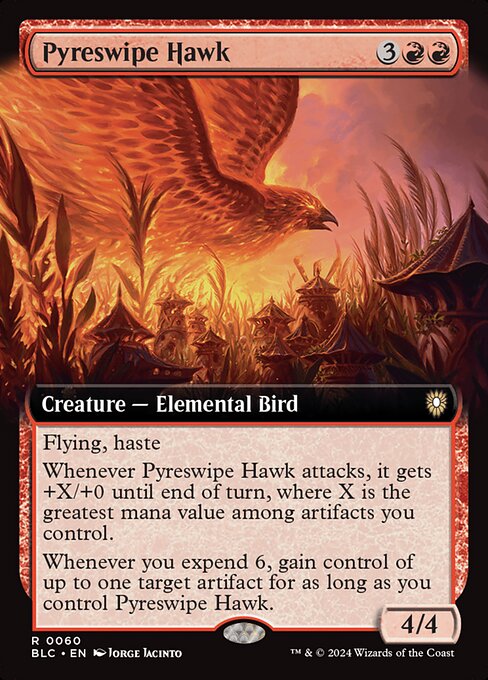 Pyreswipe Hawk 3
Creature — Elemental Bird
Flying, haste
Whenever Pyreswipe Hawk attacks, it gets
+X/+0 until end of turn, where X is the
greatest mana value among artifacts you
control.
Whenever you expend 6, gain control of
up to one target artifact for as long as you
control Pyreswipe Hawk.
4/4
R 0060
BLC • EN Jorge Jacinto
™ & © 2024 Wizards of the Coast